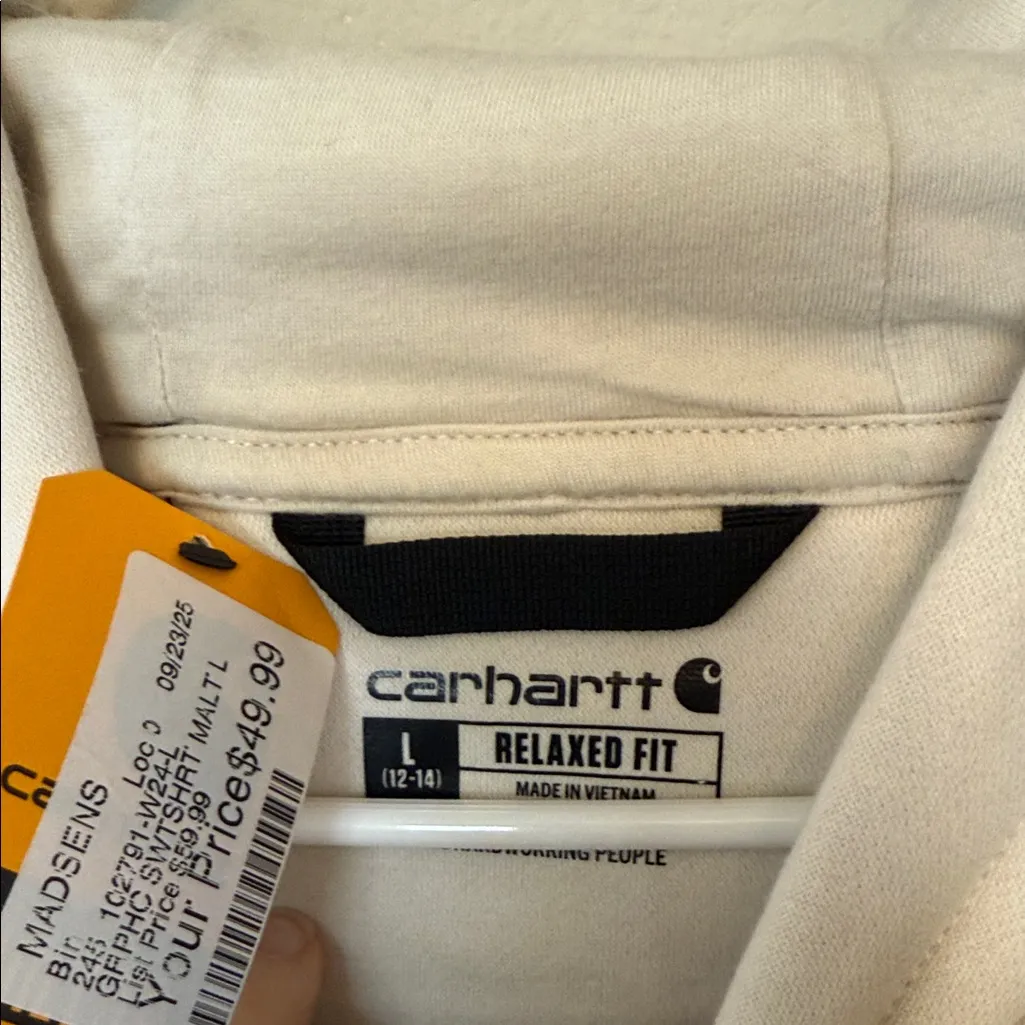 carhartt
L
(12-14)
RELAXED FIT
MADE IN VIETNAM
HARDWORKING PEOPLE
MADSENS
Bin Loc 0 09/23/25
245 102791-W24-L
GRPHC SWTSHRT MALT' L
List Price $59.99
Your price$49.99